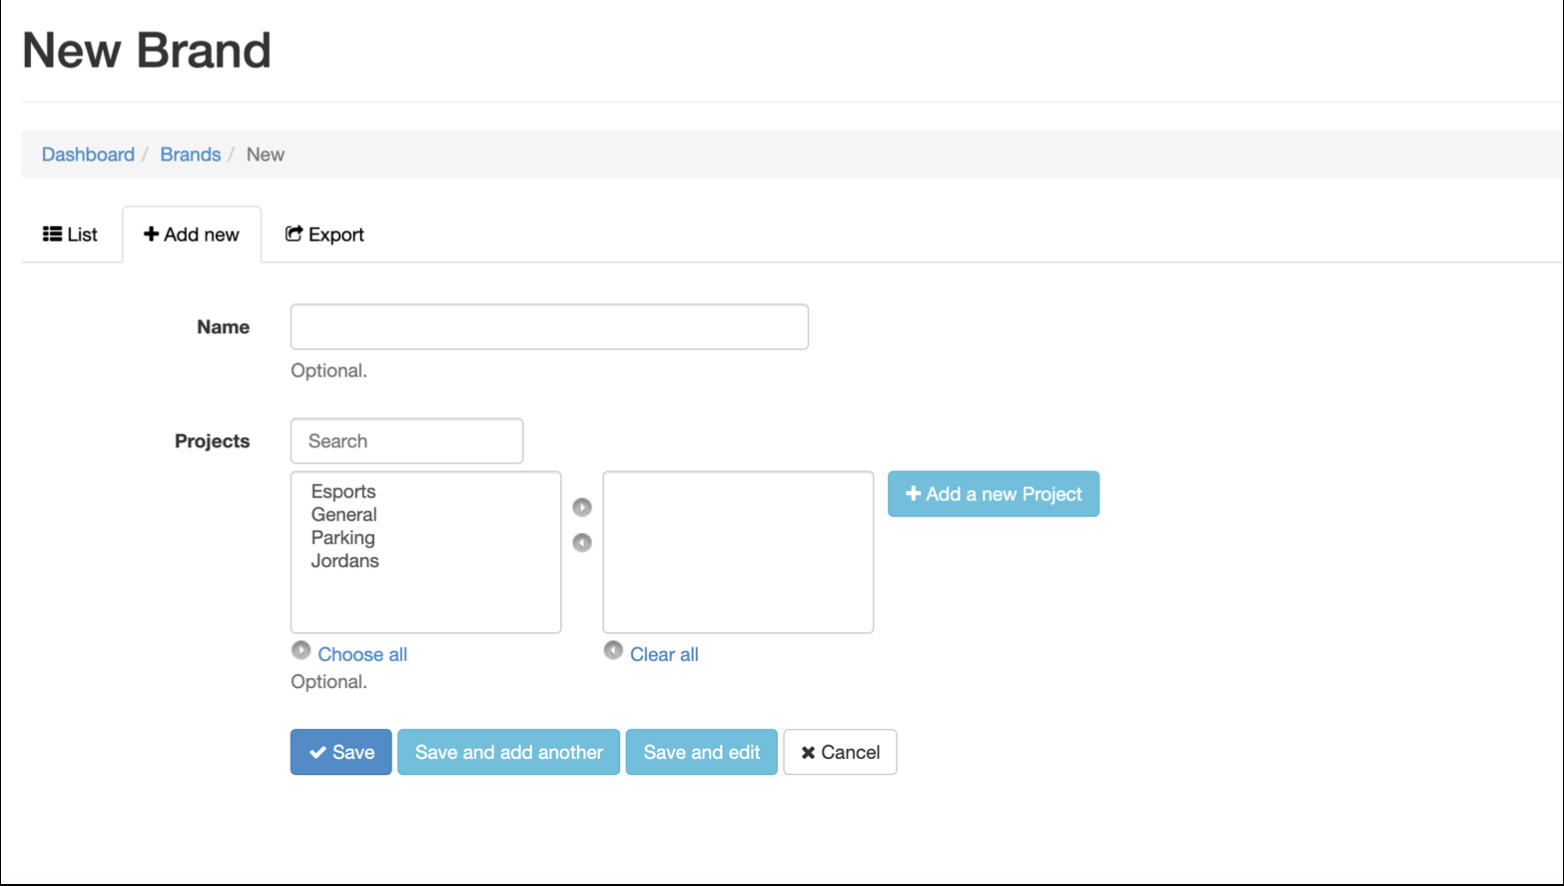 New Brand
Dashboard / Brands / New
List Add new Export
Name
Optional.
Projects Search
Esports
General
Parking
Jordans
Add a new Project
Choose all Clear all
Optional.
Save Save and add another Save and edit Cancel